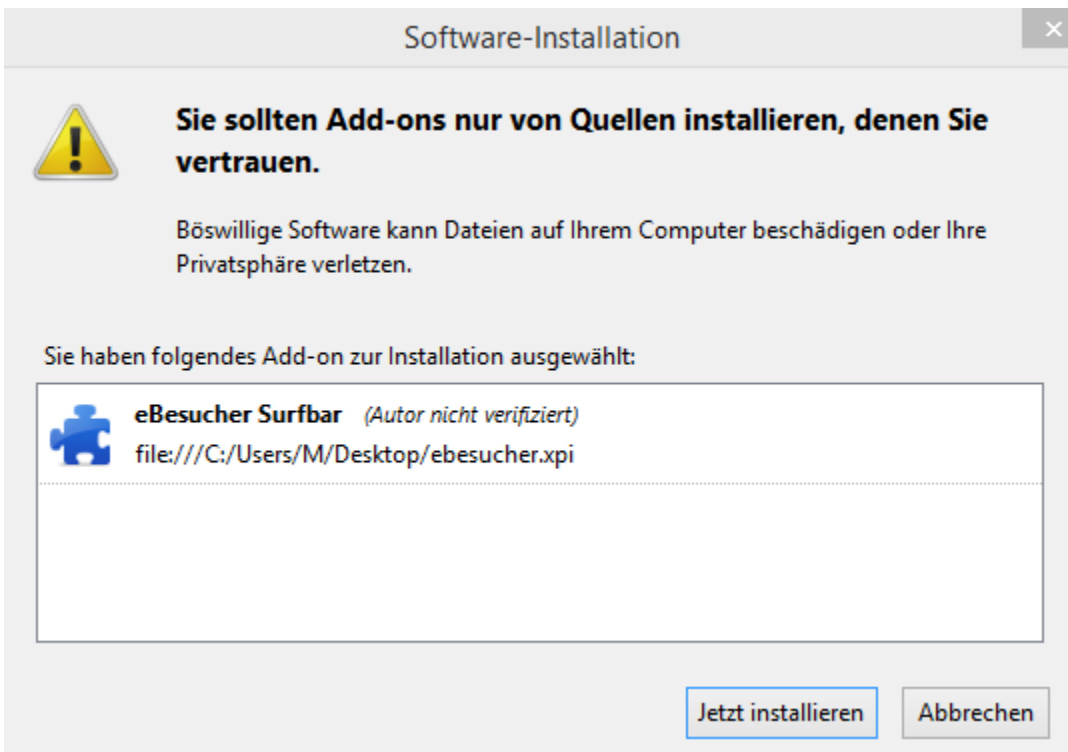 Software-Installation
Sie sollten Add-ons nur von Quellen installieren, denen Sie
vertrauen.
Böswillige Software kann Dateien auf Ihrem Computer beschädigen oder Ihre
Privatsphäre verletzen.
Sie haben folgendes Add-on zur Installation ausgewählt:
eBesucher Surfbar (Autor nicht verifiziert)
file:///C:/Users/M/Desktop/ebesucher.xpi
Jetzt installieren Abbrechen